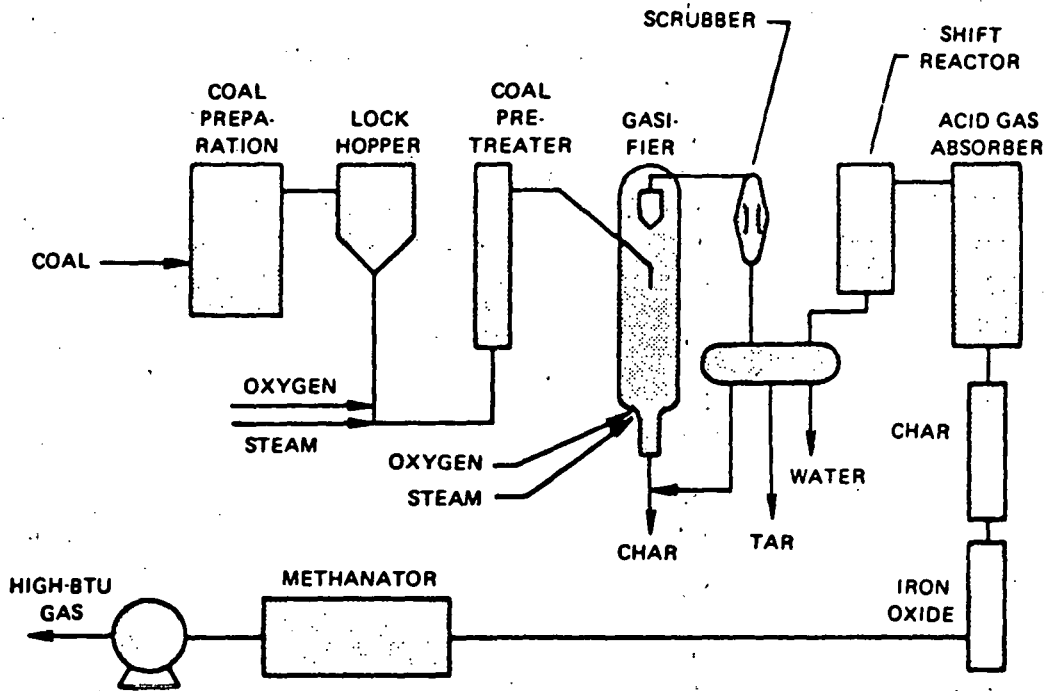 SCRUBBER
SHIFT
REACTOR
COAL
PREPA-
RATION
LOCK
HOPPER
COAL
PRE-
TREATER
GASI-
FIER
ACID GAS
ABSORBER
COAL
OXYGEN
STEAM
OXYGEN
STEAM
CHAR
TAR
WATER
CHAR
IRON
OXIDE
METHANATOR
HIGH-BTU
GAS